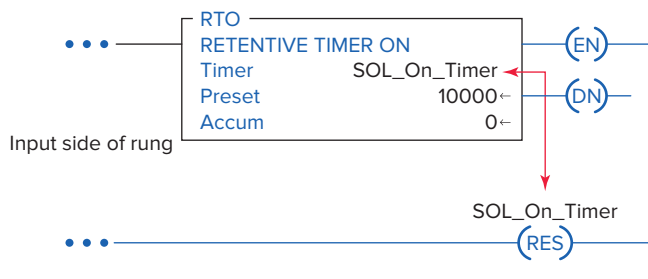 RTO
RETENTIVE TIMER ON
EN
Timer SOL_On_Timer
Preset 10000←
DN
Accum 0←
Input side of rung
SOL_On_Timer
RES